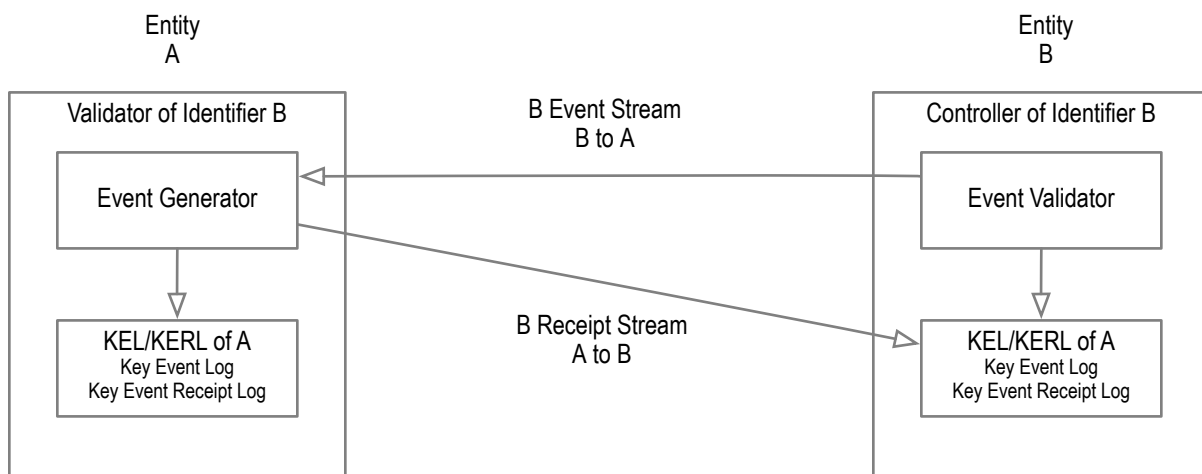 Entity
A
Entity
B
Validator of Identifier B
B Event Stream
B to A
Controller of Identifier B
Event Generator
Event Validator
B Receipt Stream
A to B
KEL/KERL of A
Key Event Log
Key Event Receipt Log
KEL/KERL of A
Key Event Log
Key Event Receipt Log